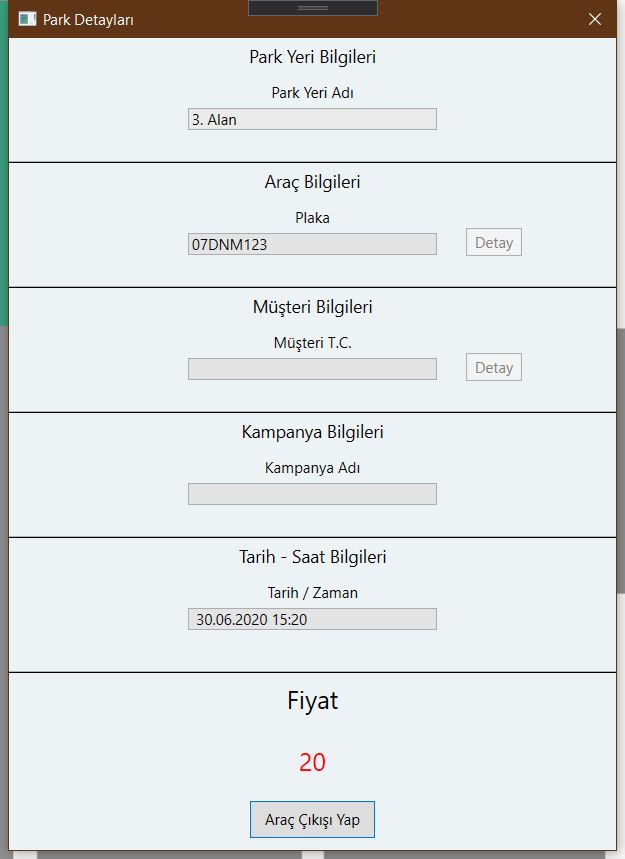 Park Detayları
Park Yeri Bilgileri
Park Yeri Adı
3. Alan
Araç Bilgileri
Plaka
07DNM123
Detay
Müşteri Bilgileri
Müşteri T.C.
Detay
Kampanya Bilgileri
Kampanya Adı
Tarih - Saat Bilgileri
Tarih / Zaman
30.06.2020 15:20
Fiyat
20
Araç Çıkışı Yap